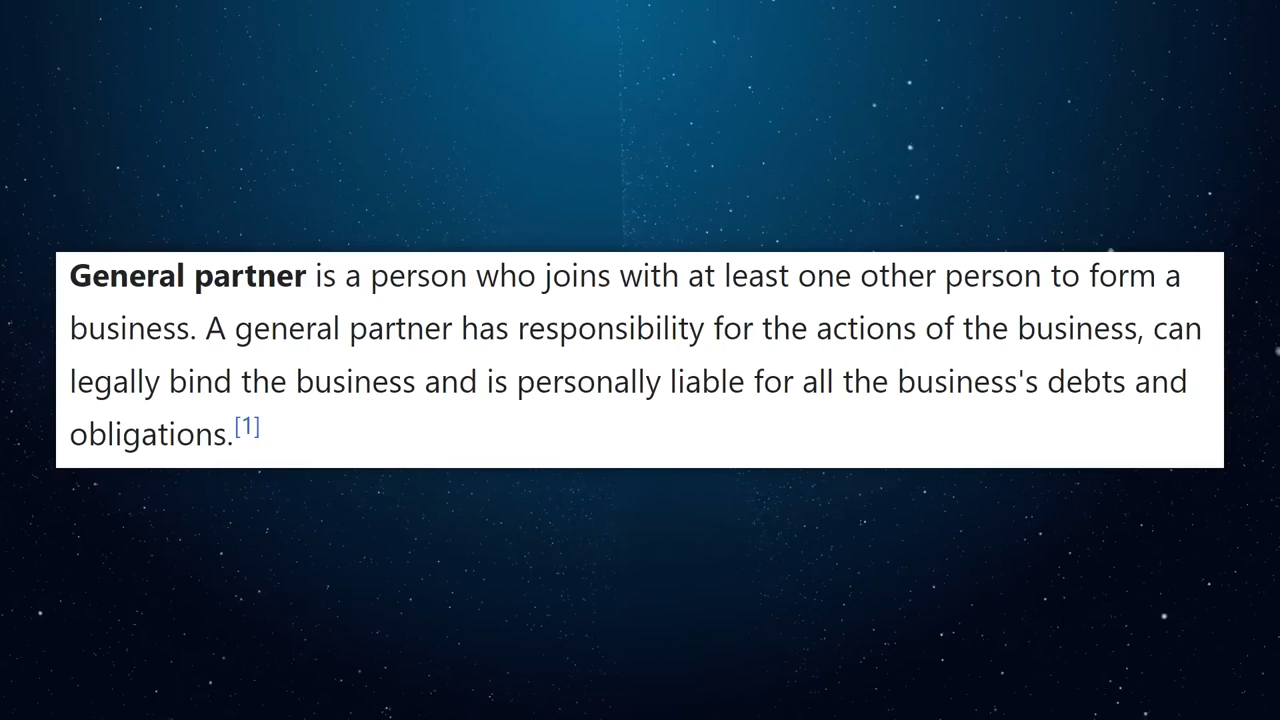 General partner is a person who joins with at least one other person to form a
business. A general partner has responsibility for the actions of the business, can
legally bind the business and is personally liable for all the business's debts and
obligations.[1]